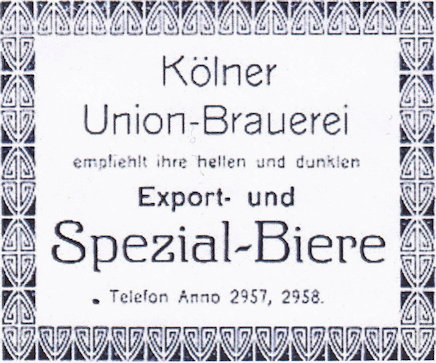 Kölner
Union-Brauerei
empfiehlt ihre hellen und dunklen
Export- und
Spezial-Biere
Telefon Anno 2957, 2958.